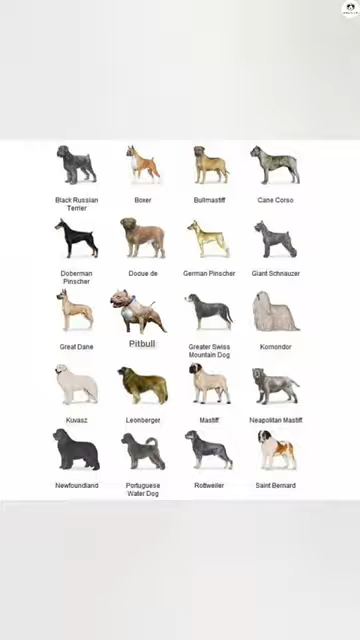 Black Russian
Terrier
Boxer
Bullmastiff
Cane Corso
Doberman
Pinscher
Dogue de
German Pinscher
Giant Schnauzer
Great Dane
Pitbull
Greater Swiss
Mountain Dog
Komondor
Kuvasz
Leonberger
Mastiff
Neapolitan Mastiff
Newfoundland
Portuguese
Water Dog
Rottweiler
Saint Bernard